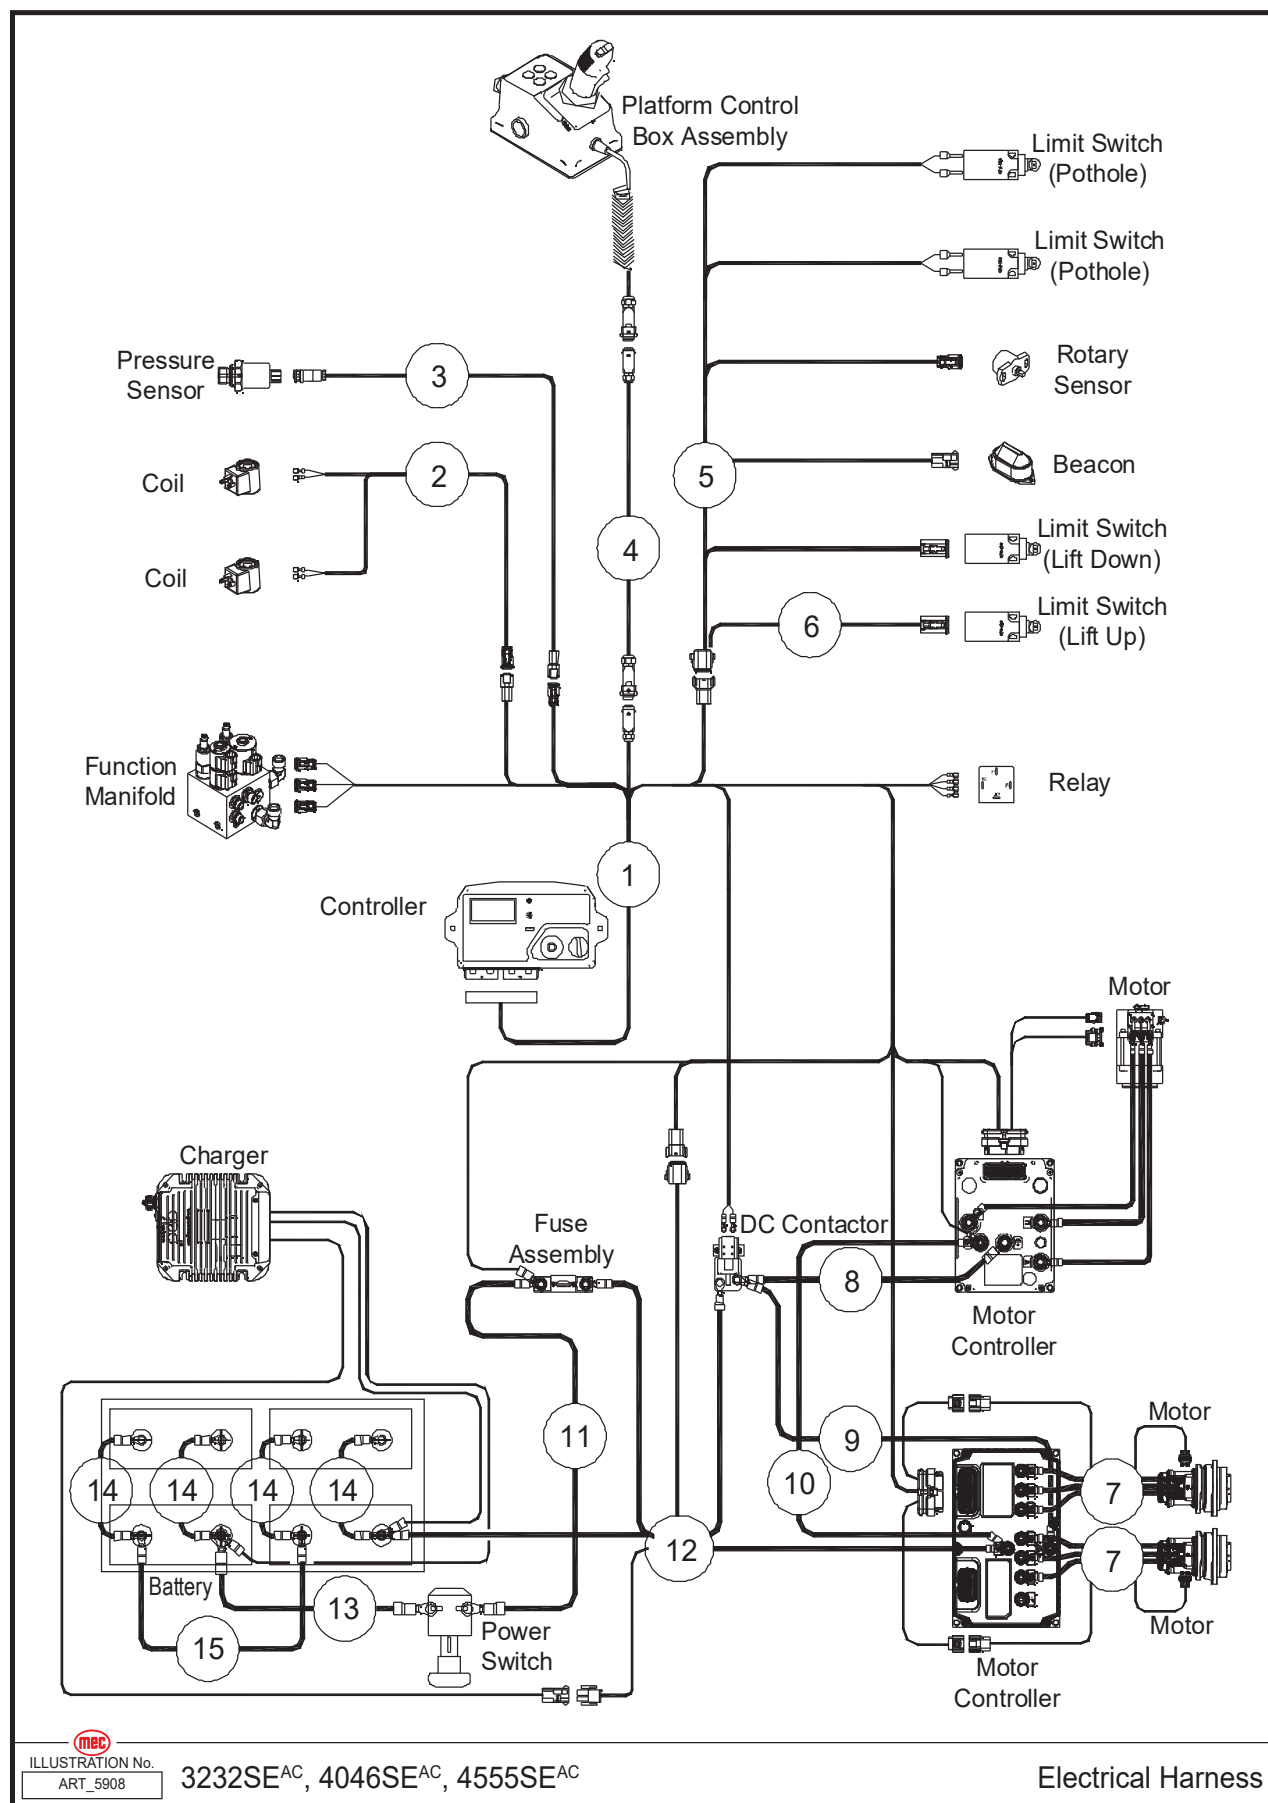 Platform Control
Box Assembly
Limit Switch
(Pothole)
Limit Switch
(Pothole)
Pressure
Sensor
3
Rotary
Sensor
Coil
2
5
Beacon
4
Limit Switch
(Lift Down)
Coil
6
Limit Switch
(Lift Up)
Function
Manifold
Relay
1
Controller
Motor
Charger
Fuse
Assembly
DC Contactor
8
Motor
Controller
11
9
Motor
14
14
14
14
10
7
12
7
Battery
13
Power
Switch
15
Motor
Motor
Controller
mec
ILLUSTRATION No.
ART_5908
3232SEAC, 4046SEAC, 4555SEAC
Electrical Harness